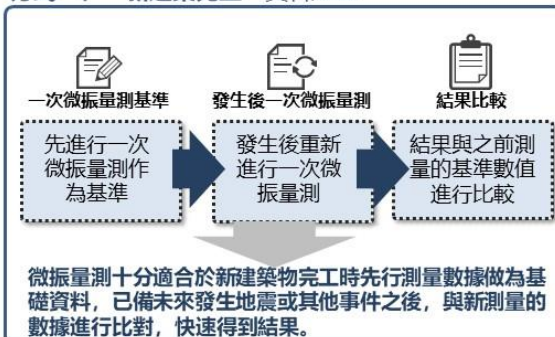 一次微振量測基準
發生後一次微振量測
結果比較
先進行一次
微振量測作
為基準
發生後重新
進行一次微
振量測
結果與之前測
量的基準數值
進行比較
微振量測十分適合於新建築物完工時先行測量數據做為基
礎資料，已備未來發生地震或其他事件之後，與新測量的
數據進行比對，快速得到結果。